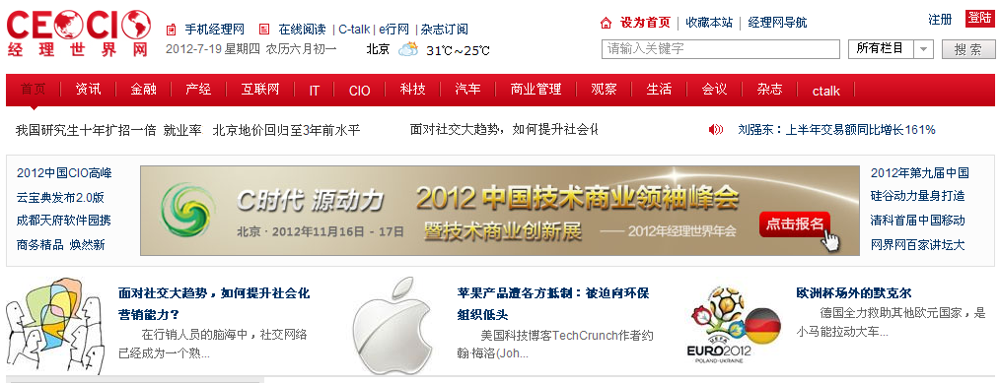 CEOCIO
经理世界网
手机经理网 在线阅读 | C-talk | e行网 | 杂志订阅
2012-7-19 星期四 农历六月初一 北京 31℃~25℃
设为首页 | 收藏本站 | 经理网导航
注册 登陆
请输入关键字 所有栏目 搜 索
首页 资讯 金融 产经 互联网 IT CIO 科技 汽车 商业管理 观察 生活 会议 杂志 ctalk
我国研究生十年扩招一倍 就业率 北京地价回归至3年前水平 面对社交大趋势，如何提升社会化 刘强东：上半年交易额同比增长161%
2012中国CIO高峰
云宝典发布2.0版
成都天府软件园携
商务精品 焕然新
C时代 源动力
北京 · 2012年11月16日 - 17日
2012 中国技术商业领袖峰会
暨技术商业创新展 —— 2012年经理世界年会
点击报名
2012年第九届中国
硅谷动力量身打造
清科首届中国移动
网界网百家讲坛大
面对社交大趋势，如何提升社会化
营销能力？
在行销人员的脑海中，社交网络
已经成为一个熟...
苹果产品遭各方抵制：被迫向环保
组织低头
美国科技博客TechCrunch作者约
翰·梅洛(Joh...
UEFA
EURO2012
POLAND-UKRAINE
欧洲杯场外的默克尔
德国全力救助其他欧元国家，是
小马能拉动大车...